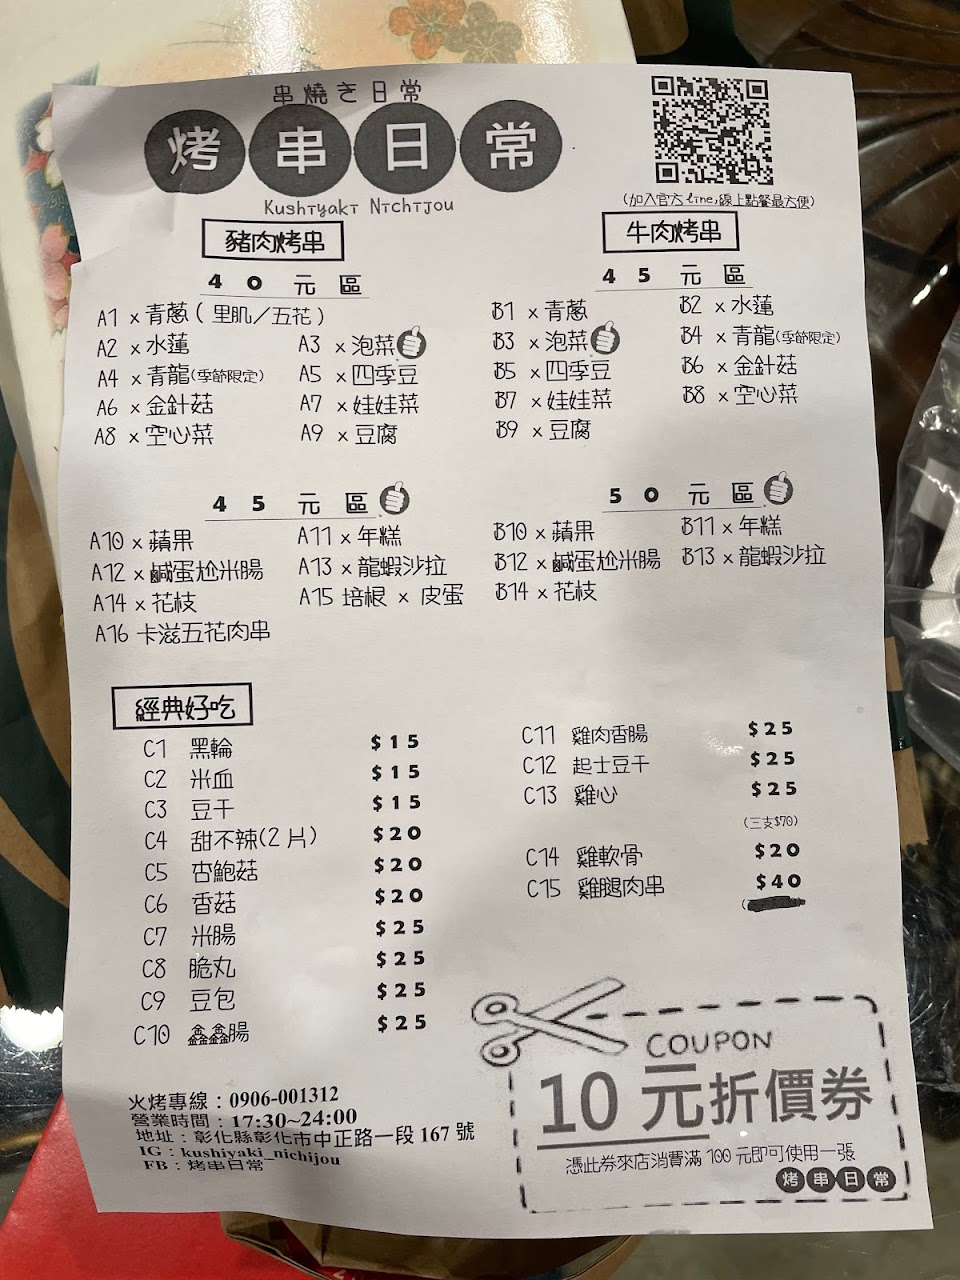 串燒き日常
烤串日常
Kushiyaki Nichijou
(加入官方line,線上點餐最方便)
豬肉烤串
40元區
A1 x 青蔥 ( 里肌／五花 )
A2 x 水蓮
A3 x 泡菜
A4 x 青龍(季節限定)
A5 x 四季豆
A6 x 金針菇
A7 x 娃娃菜
A8 x 空心菜
A9 x 豆腐
45元區
A10 x 蘋果
A11 x 年糕
A12 x 鹹蛋尬米腸
A13 x 龍蝦沙拉
A14 x 花枝
A15 培根 x 皮蛋
A16 卡滋五花肉串
牛肉烤串
45元區
B1 x 青蔥
B2 x 水蓮
B3 x 泡菜
B4 x 青龍(季節限定)
B5 x 四季豆
B6 x 金針菇
B7 x 娃娃菜
B8 x 空心菜
B9 x 豆腐
50元區
B10 x 蘋果
B11 x 年糕
B12 x 鹹蛋尬米腸
B13 x 龍蝦沙拉
B14 x 花枝
經典好吃
C1 黑輪 $15
C2 米血 $15
C3 豆干 $15
C4 甜不辣(2片) $20
C5 杏鮑菇 $20
C6 香菇 $20
C7 米腸 $25
C8 脆丸 $25
C9 豆包 $25
C10 鑫鑫腸 $25
C11 雞肉香腸 $25
C12 起士豆干 $25
C13 雞心 $25
(三支$70)
C14 雞軟骨 $20
C15 雞腿肉串 $40
火烤專線：0906-001312
營業時間：17:30~24:00
地址：彰化縣彰化市中正路一段 167 號
IG：kushiyaki_nichijou
FB：烤串日常
COUPON
10元折價券
憑此券來店消費滿 100 元即可使用一張
烤串日常